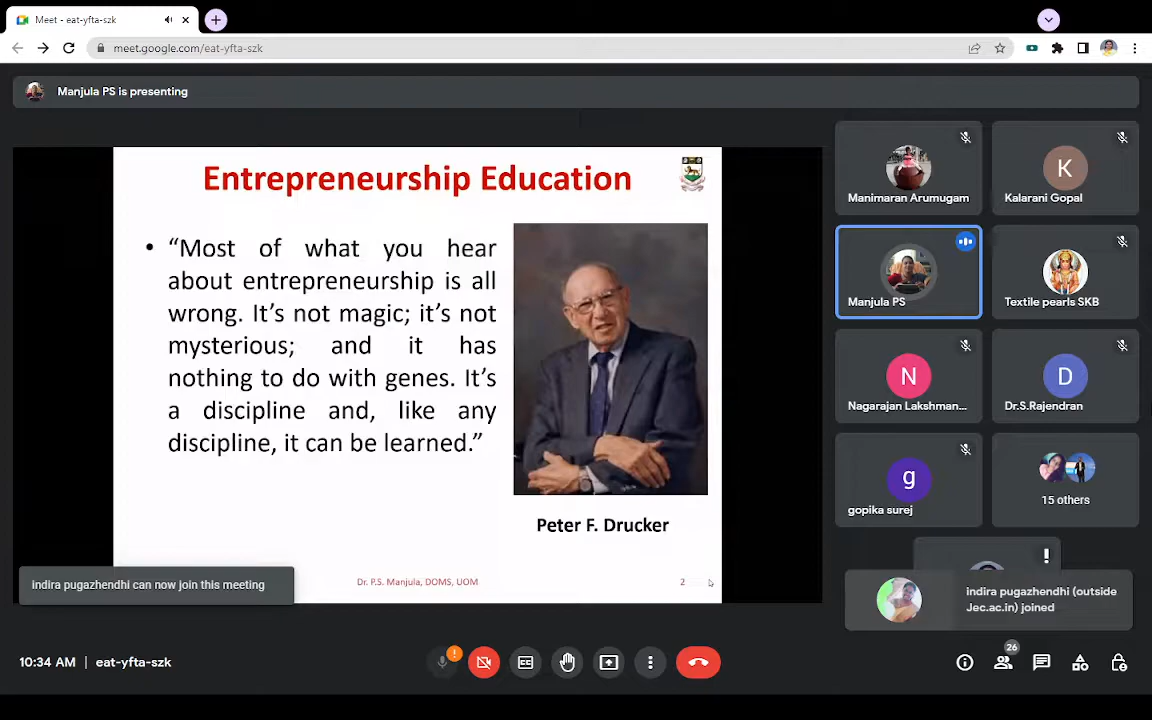 Meet - eat-yfta-szk
meet.google.com/eat-yfta-szk
Manjula PS is presenting
Entrepreneurship Education
• “Most of what you hear
about entrepreneurship is all
wrong. It’s not magic; it’s not
mysterious; and it has
nothing to do with genes. It’s
a discipline and, like any
discipline, it can be learned.”
Peter F. Drucker
Dr. P.S. Manjula, DOMS, UOM
2
indira pugazhendhi can now join this meeting
Manimaran Arumugam
K
Kalarani Gopal
Manjula PS
Textile pearls SKB
N
Nagarajan Lakshman...
D
Dr.S.Rajendran
g
gopika surej
15 others
indira pugazhendhi (outside
Jec.ac.in) joined
10:34 AM | eat-yfta-szk
26